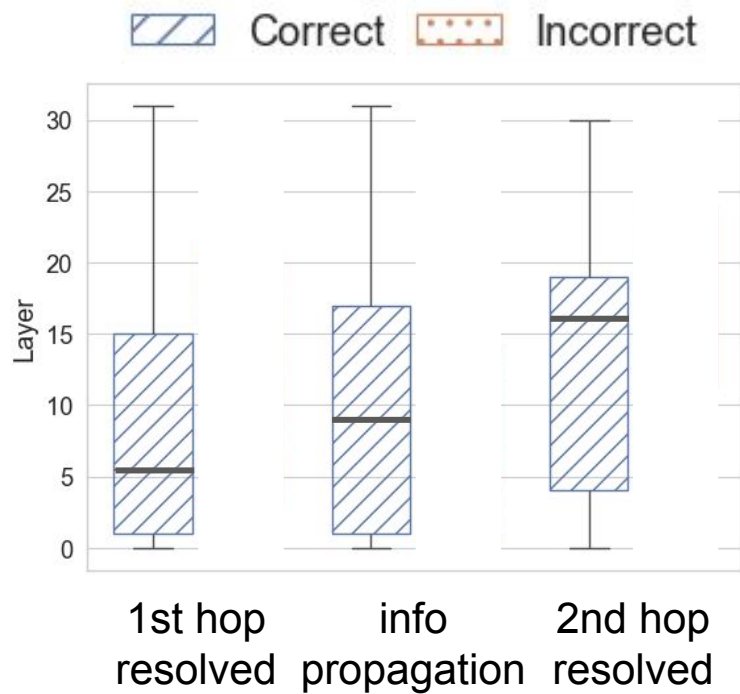 Correct Incorrect
30
25
20
15
10
5
0
Layer
1st hop resolved
info propagation
2nd hop resolved